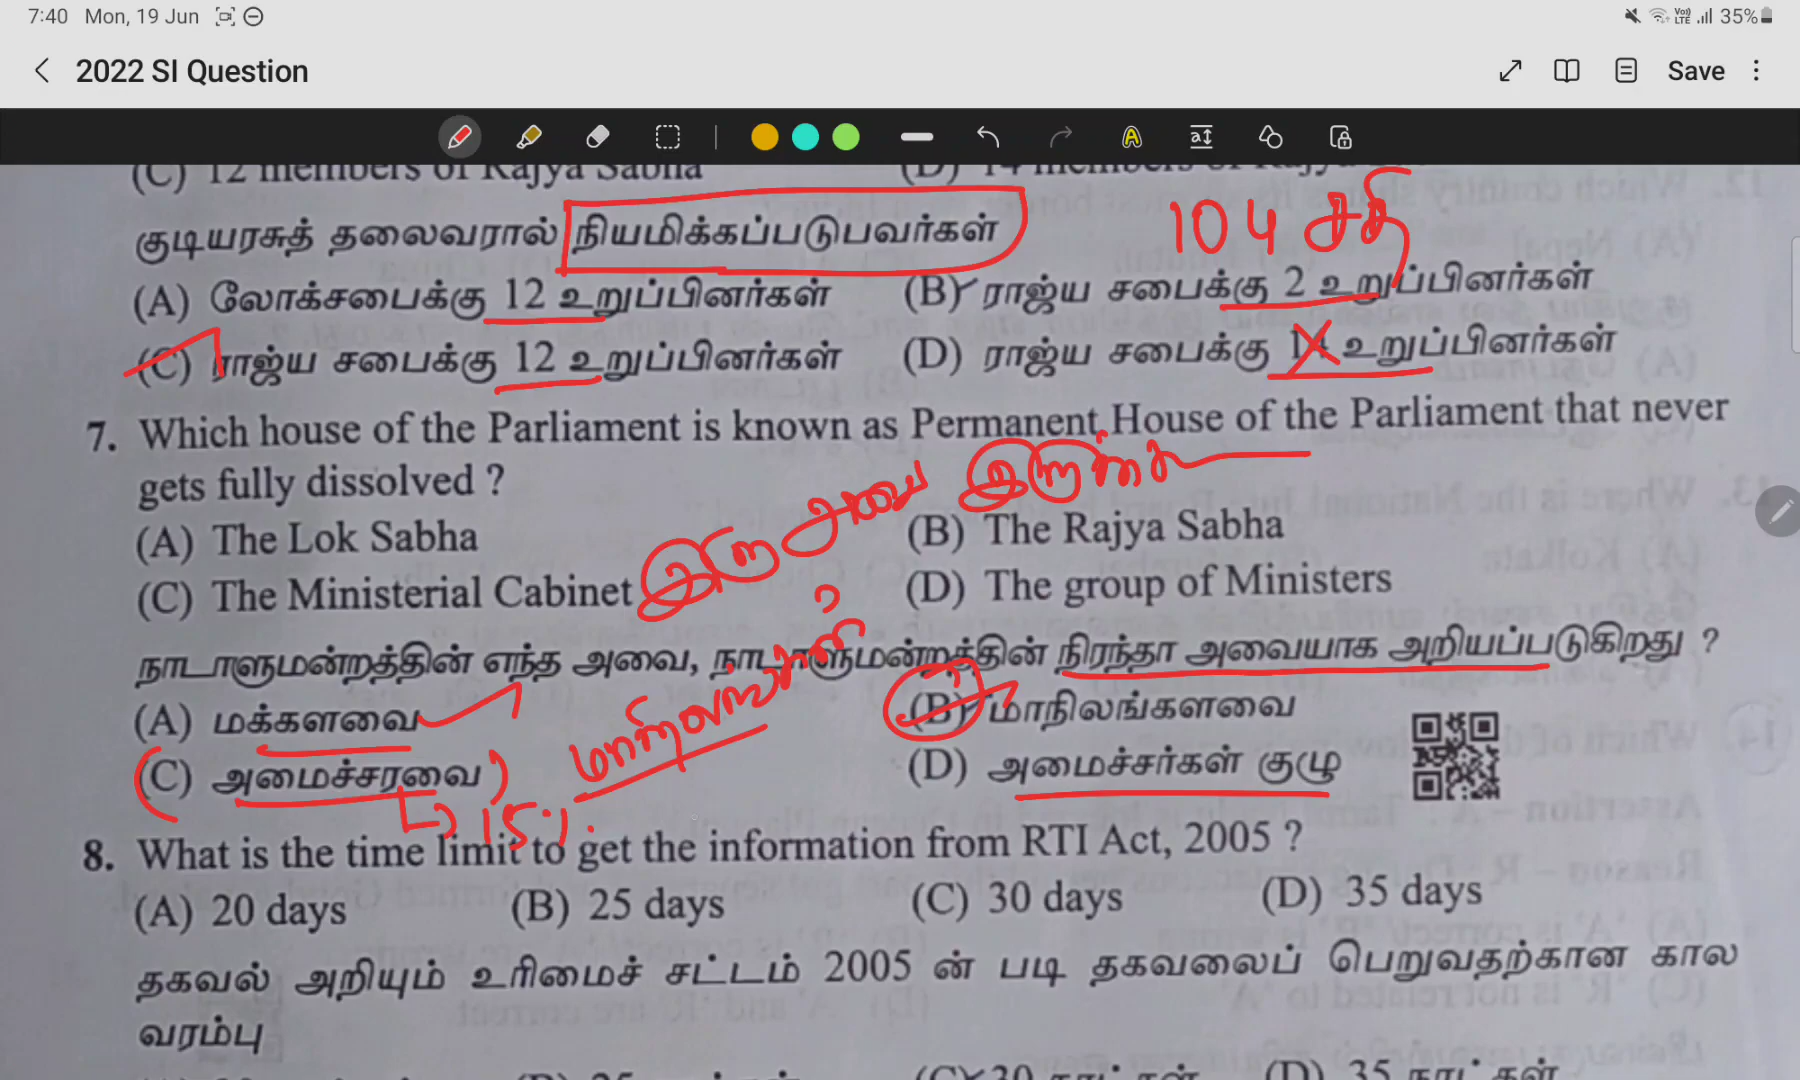 7:40 Mon, 19 Jun 35%
2022 SI Question
Save
(C) 12 members of Rajya Sabha (D) 14 members of
குடியரசுத் தலைவரால் நியமிக்கப்படுபவர்கள் 104 சத
(A) லோக்சபைக்கு 12 உறுப்பினர்கள் (B) ராஜ்ய சபைக்கு 2 உறுப்பினர்கள்
(C) ராஜ்ய சபைக்கு 12 உறுப்பினர்கள் (D) ராஜ்ய சபைக்கு 14 உறுப்பினர்கள்
7. Which house of the Parliament is known as Permanent House of the Parliament that never
gets fully dissolved ?
(A) The Lok Sabha (B) The Rajya Sabha
(C) The Ministerial Cabinet (D) The group of Ministers
நாடாளுமன்றத்தின் எந்த அவை, நாடாளுமன்றத்தின் நிரந்தா அவையாக அறியப்படுகிறது ?
(A) மக்களவை (B) மாநிலங்களவை
(C) அமைச்சரவை (D) அமைச்சர்கள் குழு
15%
8. What is the time limit to get the information from RTI Act, 2005 ?
(A) 20 days (B) 25 days (C) 30 days (D) 35 days
தகவல் அறியும் உரிமைச் சட்டம் 2005 ன் படி தகவலைப் பெறுவதற்கான கால
வரம்பு
(C) 30 நாட்கள் (D) 35 நாட்கள்